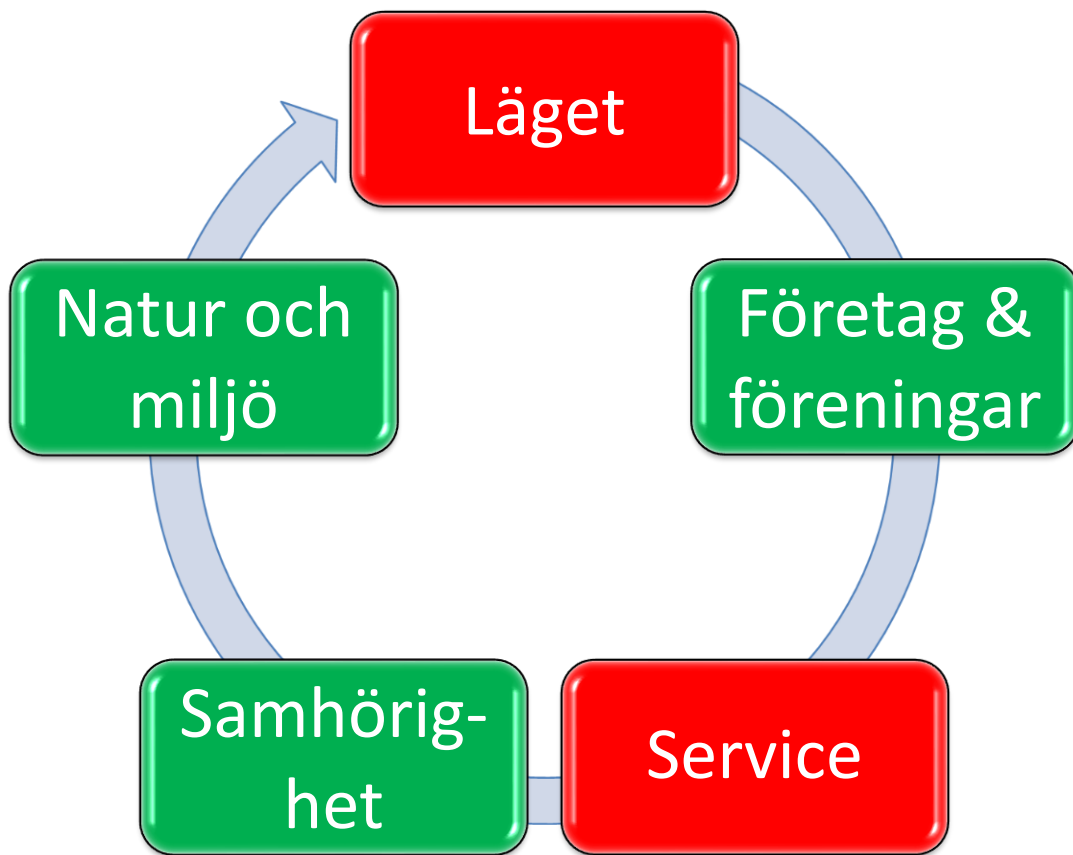 Läget
Företag &
föreningar
Service
Samhörig-
het
Natur och
miljö